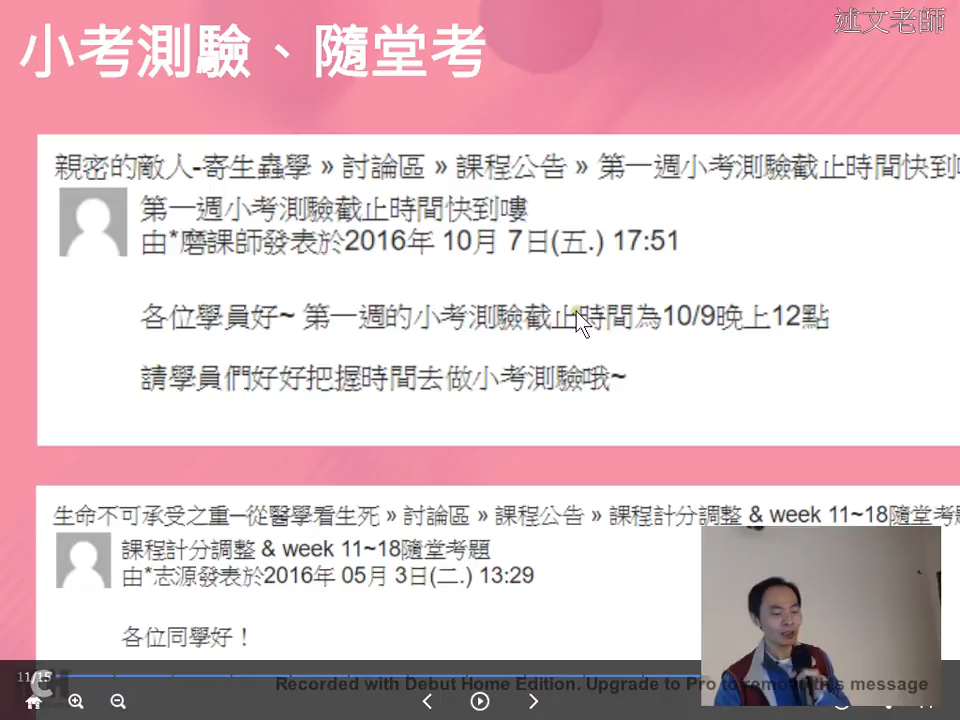 述文老師
小考測驗、隨堂考
親密的敵人-寄生蟲學 » 討論區 » 課程公告 » 第一週小考測驗截止時間快到
第一週小考測驗截止時間快到嘍
由*磨課師發表於2016年 10月 7日(五.) 17:51
各位學員好~ 第一週的小考測驗截止時間為10/9晚上12點
請學員們好好把握時間去做小考測驗哦~
生命不可承受之重─從醫學看生死 » 討論區 » 課程公告 » 課程計分調整 & week 11~18隨堂考
課程計分調整 & week 11~18隨堂考題
由*志源發表於2016年 05月 3日(二.) 13:29
各位同學好！
11/15
Recorded with Debut Home Edition. Upgrade to Pro to remove this message